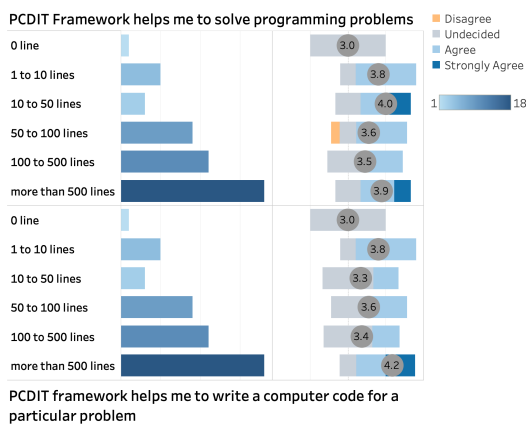 PCDIT Framework helps me to solve programming problems
Disagree
Undecided
Agree
Strongly Agree
1 18
0 line 3.0
1 to 10 lines 3.8
10 to 50 lines 4.0
50 to 100 lines 3.6
100 to 500 lines 3.5
more than 500 lines 3.9
0 line 3.0
1 to 10 lines 3.8
10 to 50 lines 3.3
50 to 100 lines 3.6
100 to 500 lines 3.4
more than 500 lines 4.2
PCDIT framework helps me to write a computer code for a
particular problem